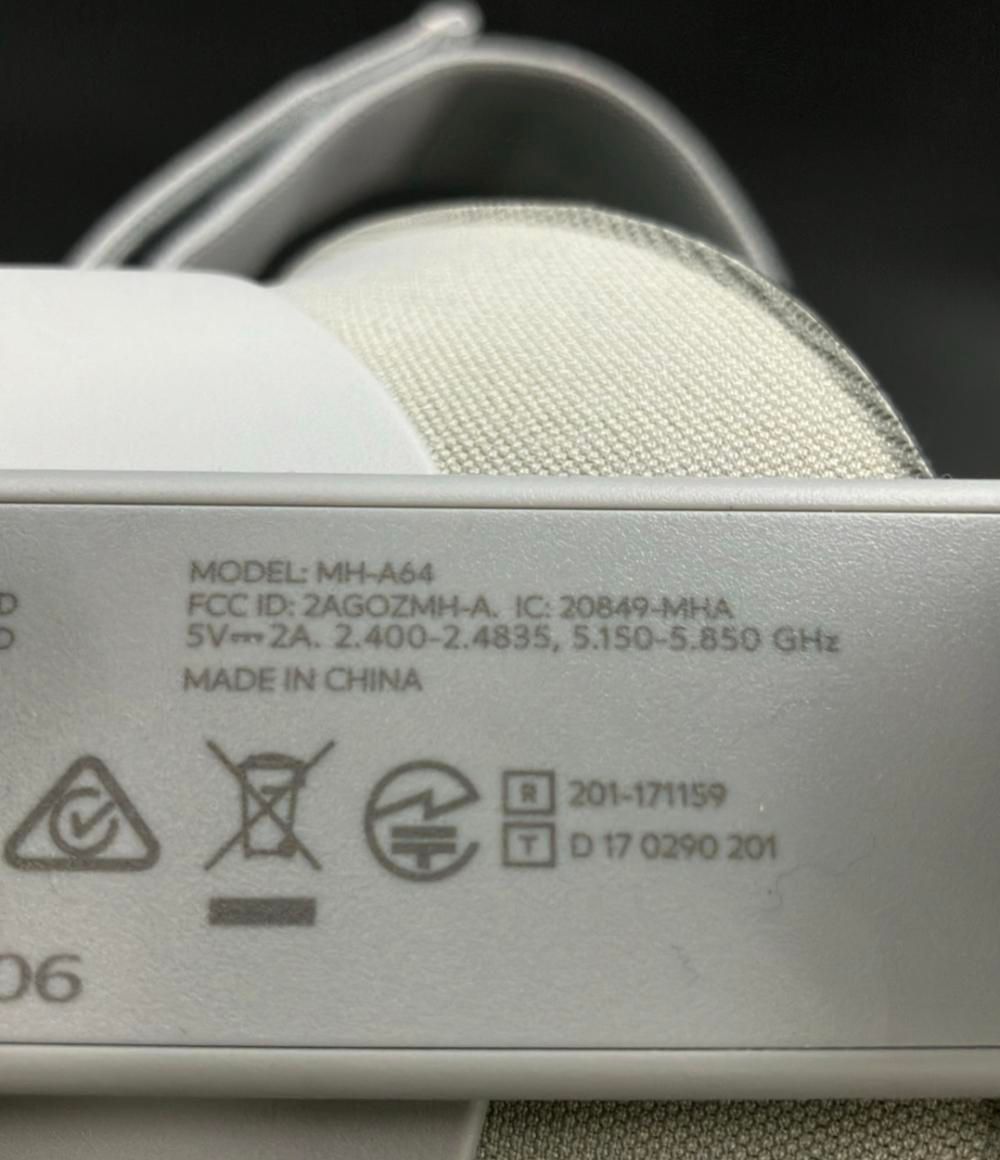 MODEL: MH-A64
D
FCC ID: 2AGOZMH-A. IC: 20849-MHA
D
5V⎓2A. 2.400-2.4835, 5.150-5.850 GHz
MADE IN CHINA
R 201-171159
T D 17 0290 201
06